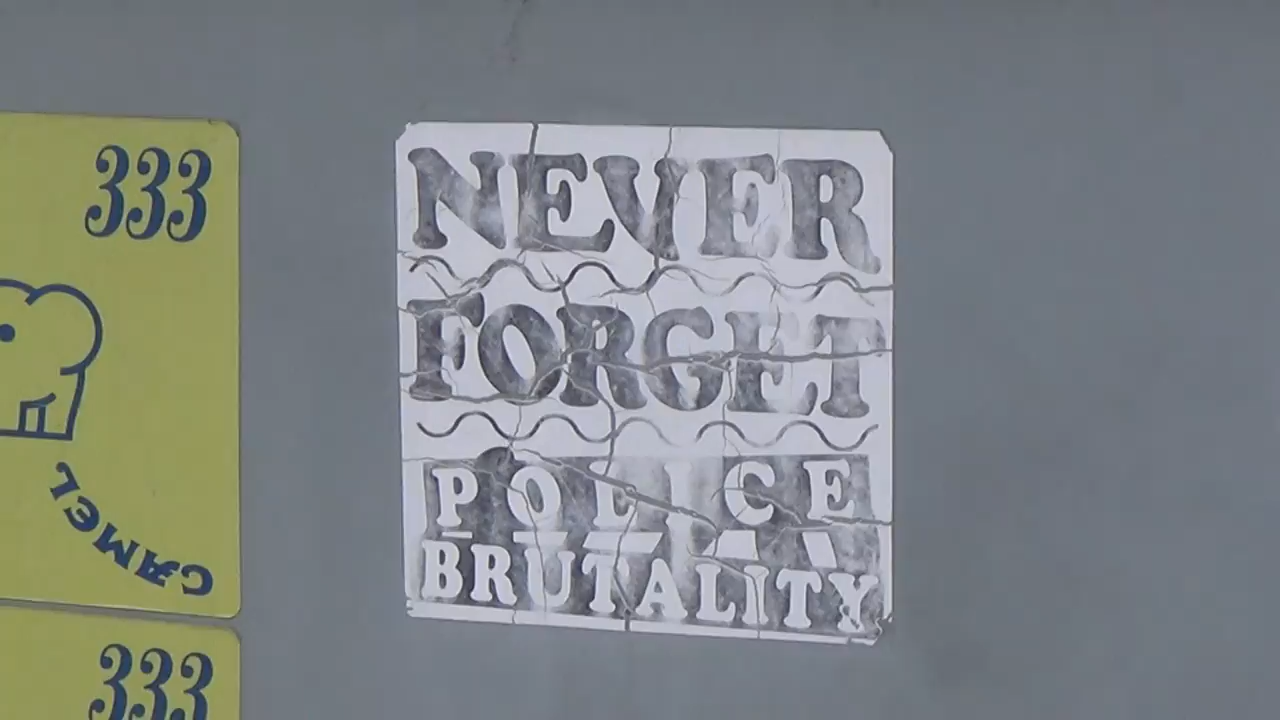 333
CAMEL
333
NEVER
FORGET
POLICE
BRUTALITY